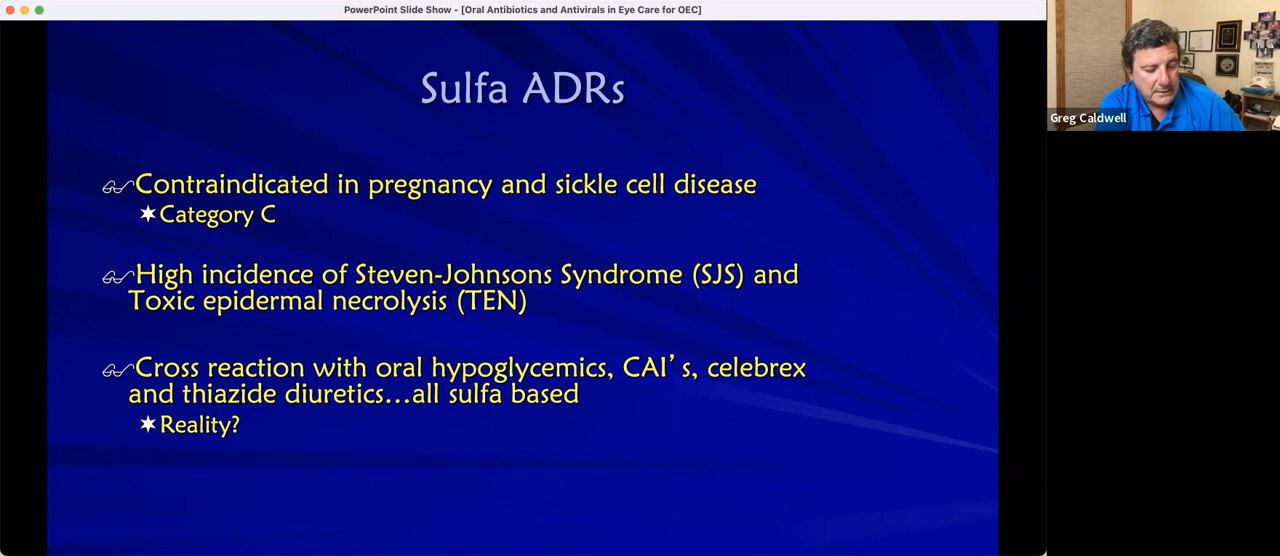 PowerPoint Slide Show - [Oral Antibiotics and Antivirals in Eye Care for OEC]
Sulfa ADRs
Contraindicated in pregnancy and sickle cell disease
Category C
High incidence of Steven-Johnsons Syndrome (SJS) and
Toxic epidermal necrolysis (TEN)
Cross reaction with oral hypoglycemics, CAI's, celebrex
and thiazide diuretics...all sulfa based
Reality?
Greg Caldwell